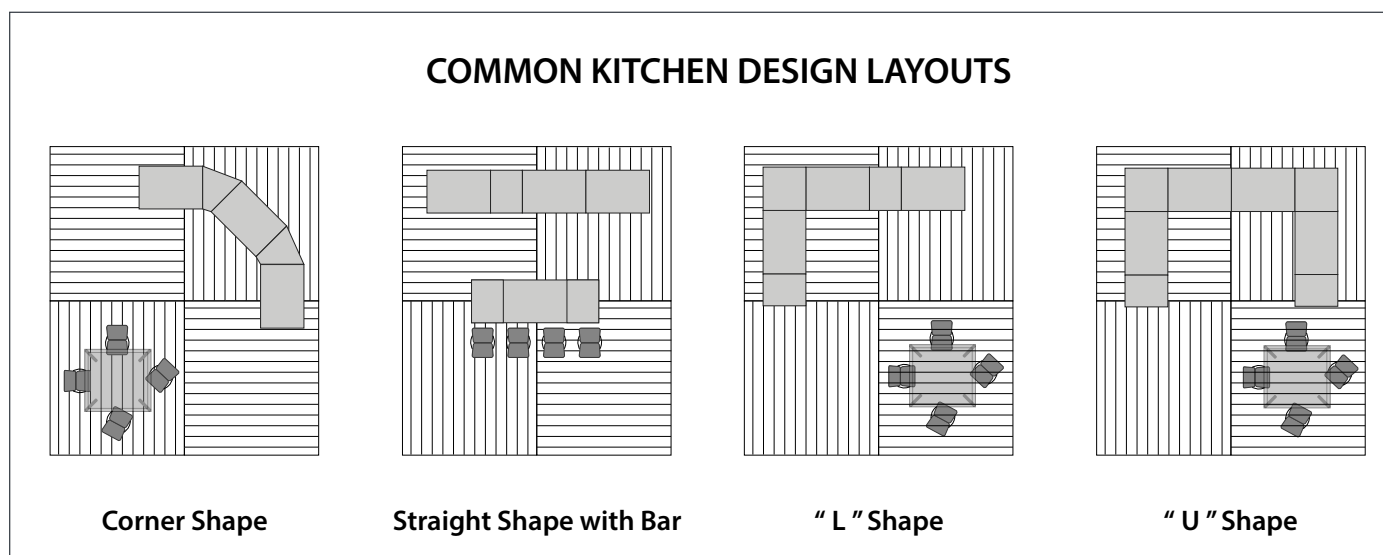 COMMON KITCHEN DESIGN LAYOUTS
Corner Shape
Straight Shape with Bar
“ L ” Shape
“ U ” Shape